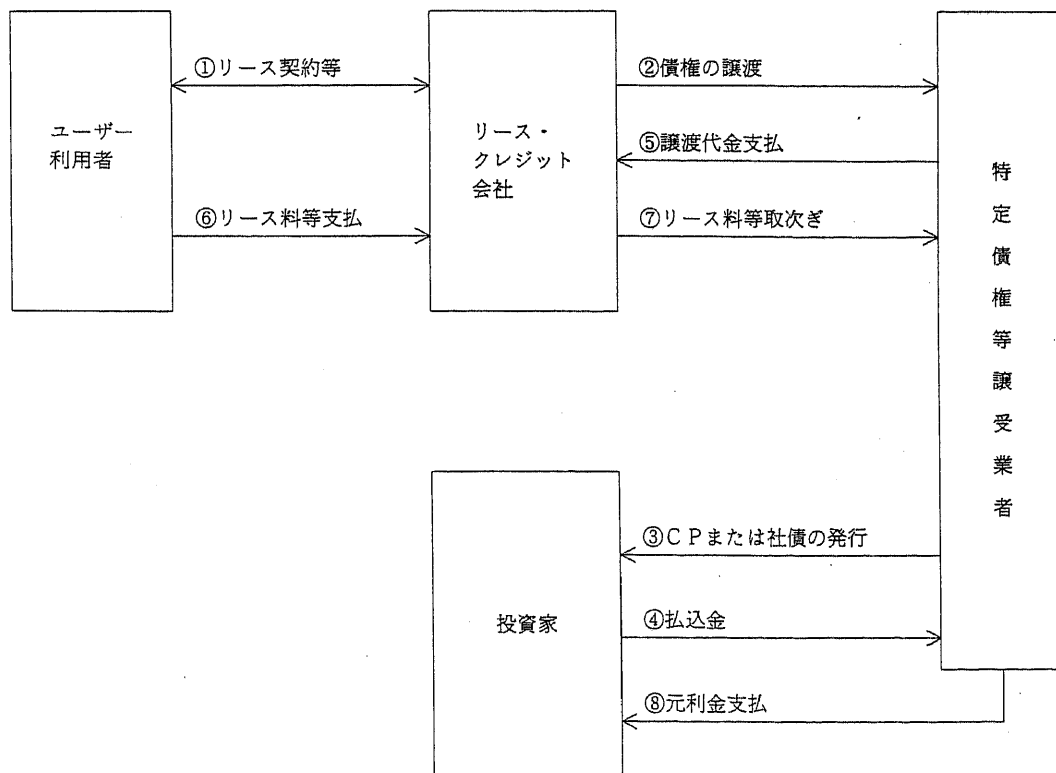 ①リース契約等
②債権の譲渡
ユーザー
利用者
リース・
クレジット
会社
⑤譲渡代金支払
⑥リース料等支払
⑦リース料等取次ぎ
特定債権等譲受業者
③CPまたは社債の発行
投資家
④払込金
⑧元利金支払